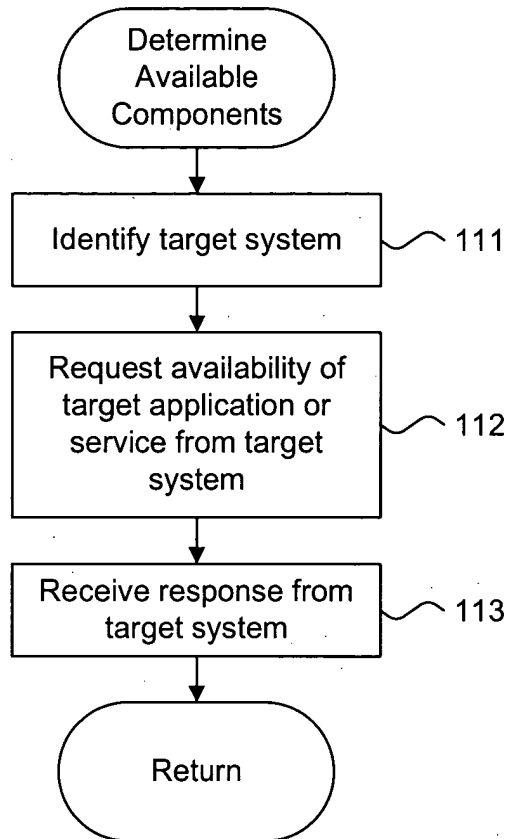 Determine
Available
Components
Identify target system
111
Request availability of
target application or
service from target
system
112
Receive response from
target system
113
Return